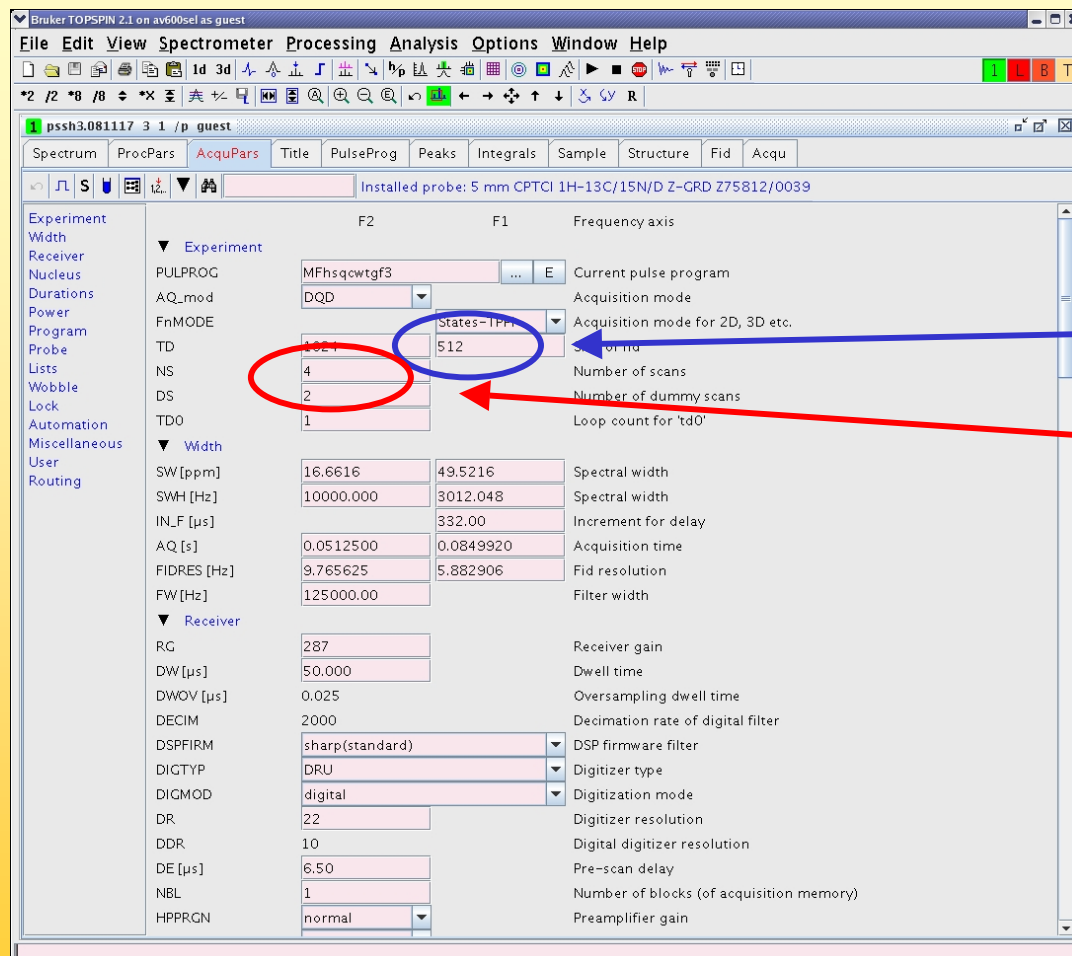 Bruker TOPSPIN 2.1 on av600sel as guest
File Edit View Spectrometer Processing Analysis Options Window Help
1d 3d
1 L B T
*2 /2 *8 /8 *X R
1 pssh3.081117 3 1 /p guest
Spectrum ProcPars AcquPars Title PulseProg Peaks Integrals Sample Structure Fid Acqu
S Installed probe: 5 mm CPTCI 1H-13C/15N/D Z-GRD Z75812/0039
Experiment
Width
Receiver
Nucleus
Durations
Power
Program
Probe
Lists
Wobble
Lock
Automation
Miscellaneous
User
Routing
F2 F1 Frequency axis
Experiment
PULPROG MFhsqcwtgf3 ... E Current pulse program
AQ_mod DQD Acquisition mode
FnMODE States-TPPI Acquisition mode for 2D, 3D etc.
TD 1024 512 Size of fid
NS 4 Number of scans
DS 2 Number of dummy scans
TD0 1 Loop count for 'td0'
Width
SW [ppm] 16.6616 49.5216 Spectral width
SWH [Hz] 10000.000 3012.048 Spectral width
IN_F [µs] 332.00 Increment for delay
AQ [s] 0.0512500 0.0849920 Acquisition time
FIDRES [Hz] 9.765625 5.882906 Fid resolution
FW [Hz] 125000.00 Filter width
Receiver
RG 287 Receiver gain
DW [µs] 50.000 Dwell time
DWOV [µs] 0.025 Oversampling dwell time
DECIM 2000 Decimation rate of digital filter
DSPFIRM sharp(standard) DSP firmware filter
DIGTYP DRU Digitizer type
DIGMOD digital Digitization mode
DR 22 Digitizer resolution
DDR 10 Digital digitizer resolution
DE [µs] 6.50 Pre-scan delay
NBL 1 Number of blocks (of acquisition memory)
HPPRGN normal Preamplifier gain